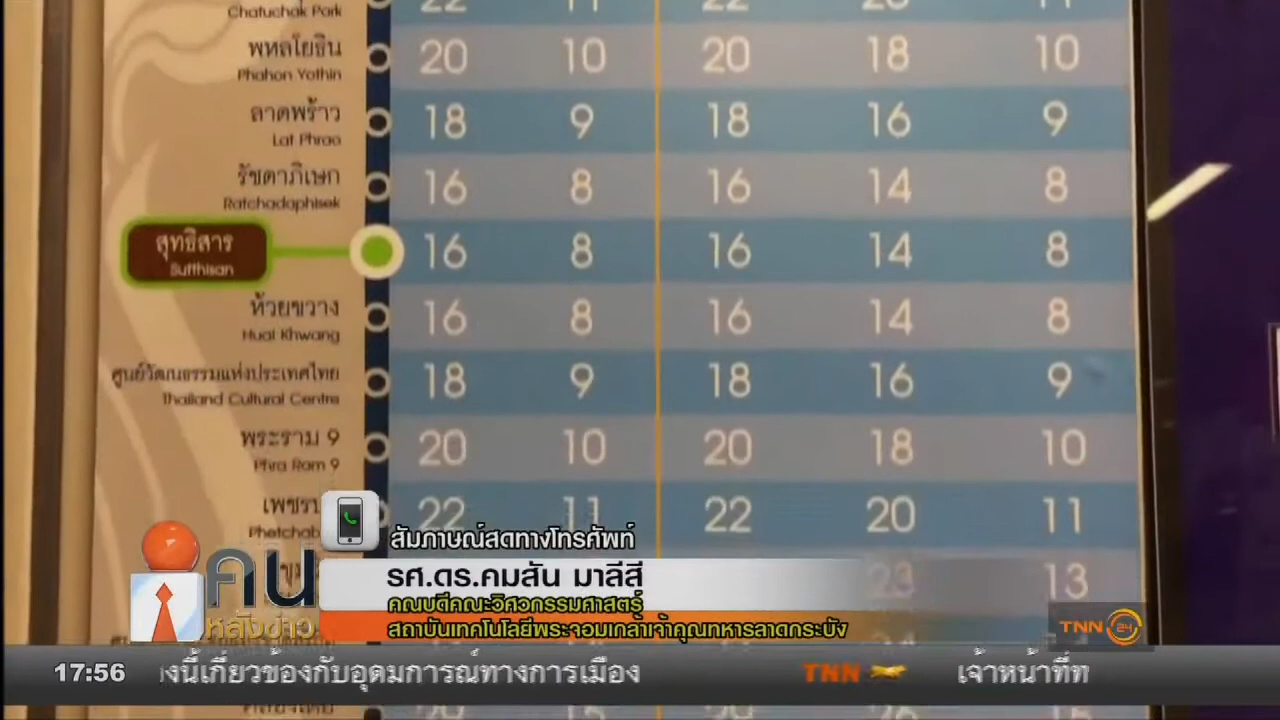 Chatuchak Park
22 11 22 20 11
พหลโยธิน
Phahon Yothin
20 10 20 18 10
ลาดพร้าว
Lat Phrao
18 9 18 16 9
รัชดาภิเษก
Ratchadaphisek
16 8 16 14 8
สุทธิสาร
Sutthisan
16 8 16 14 8
ห้วยขวาง
Huai Khwang
16 8 16 14 8
ศูนย์วัฒนธรรมแห่งประเทศไทย
Thailand Cultural Centre
18 9 18 16 9
พระราม 9
Phra Ram 9
20 10 20 18 10
22 11 22 20 11
23 13
สัมภาษณ์สดทางโทรศัพท์
รศ.ดร.คมสัน มาลีสี
คณบดีคณะวิศวกรรมศาสตร์
สถาบันเทคโนโลยีพระจอมเกล้าเจ้าคุณทหารลาดกระบัง
คน
หลังข่าว
TNN 24
17:56 งนี้เกี่ยวข้องกับอุดมการณ์ทางการเมือง TNN เจ้าหน้าที่ท